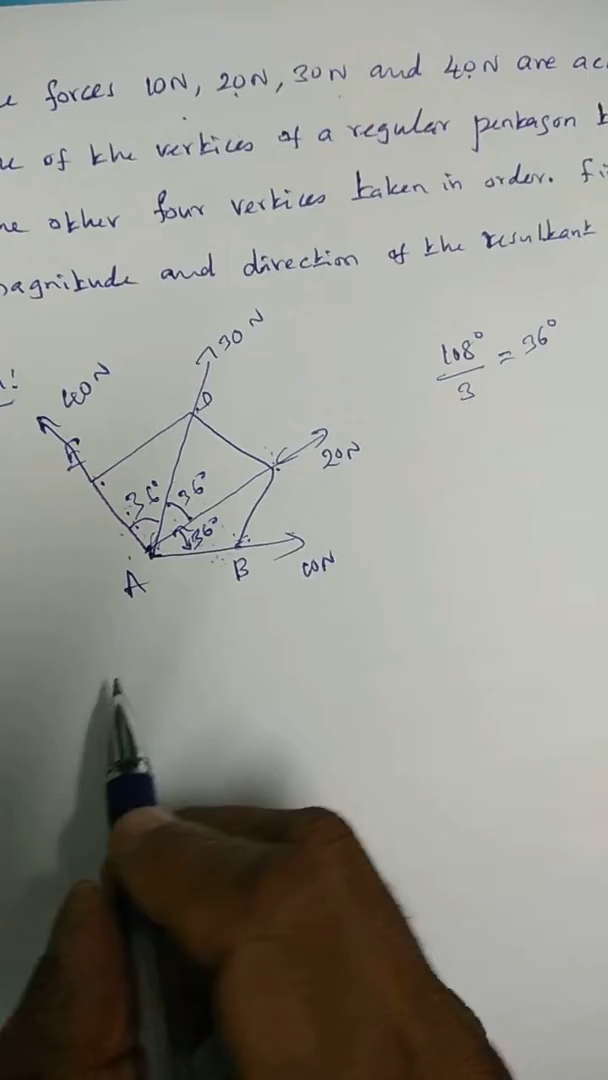 forces 10N, 20N, 30N and 40N are ac
of the vertices of a regular pentagon
other four vertices taken in order. Fi
magnitude and direction of the resultant
30 N
40N
108°
3
= 36°
D
E
C
20N
36°
36°
36°
A
B
10N